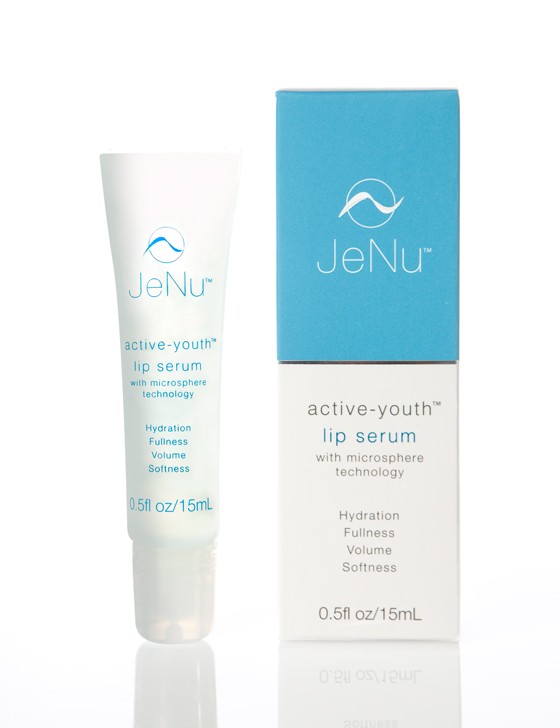 JeNu™
active-youth™
lip serum
with microsphere
technology
Hydration
Fullness
Volume
Softness
0.5fl oz/15mL
JeNu™
active-youth™
lip serum
with microsphere
technology
Hydration
Fullness
Volume
Softness
0.5fl oz/15mL